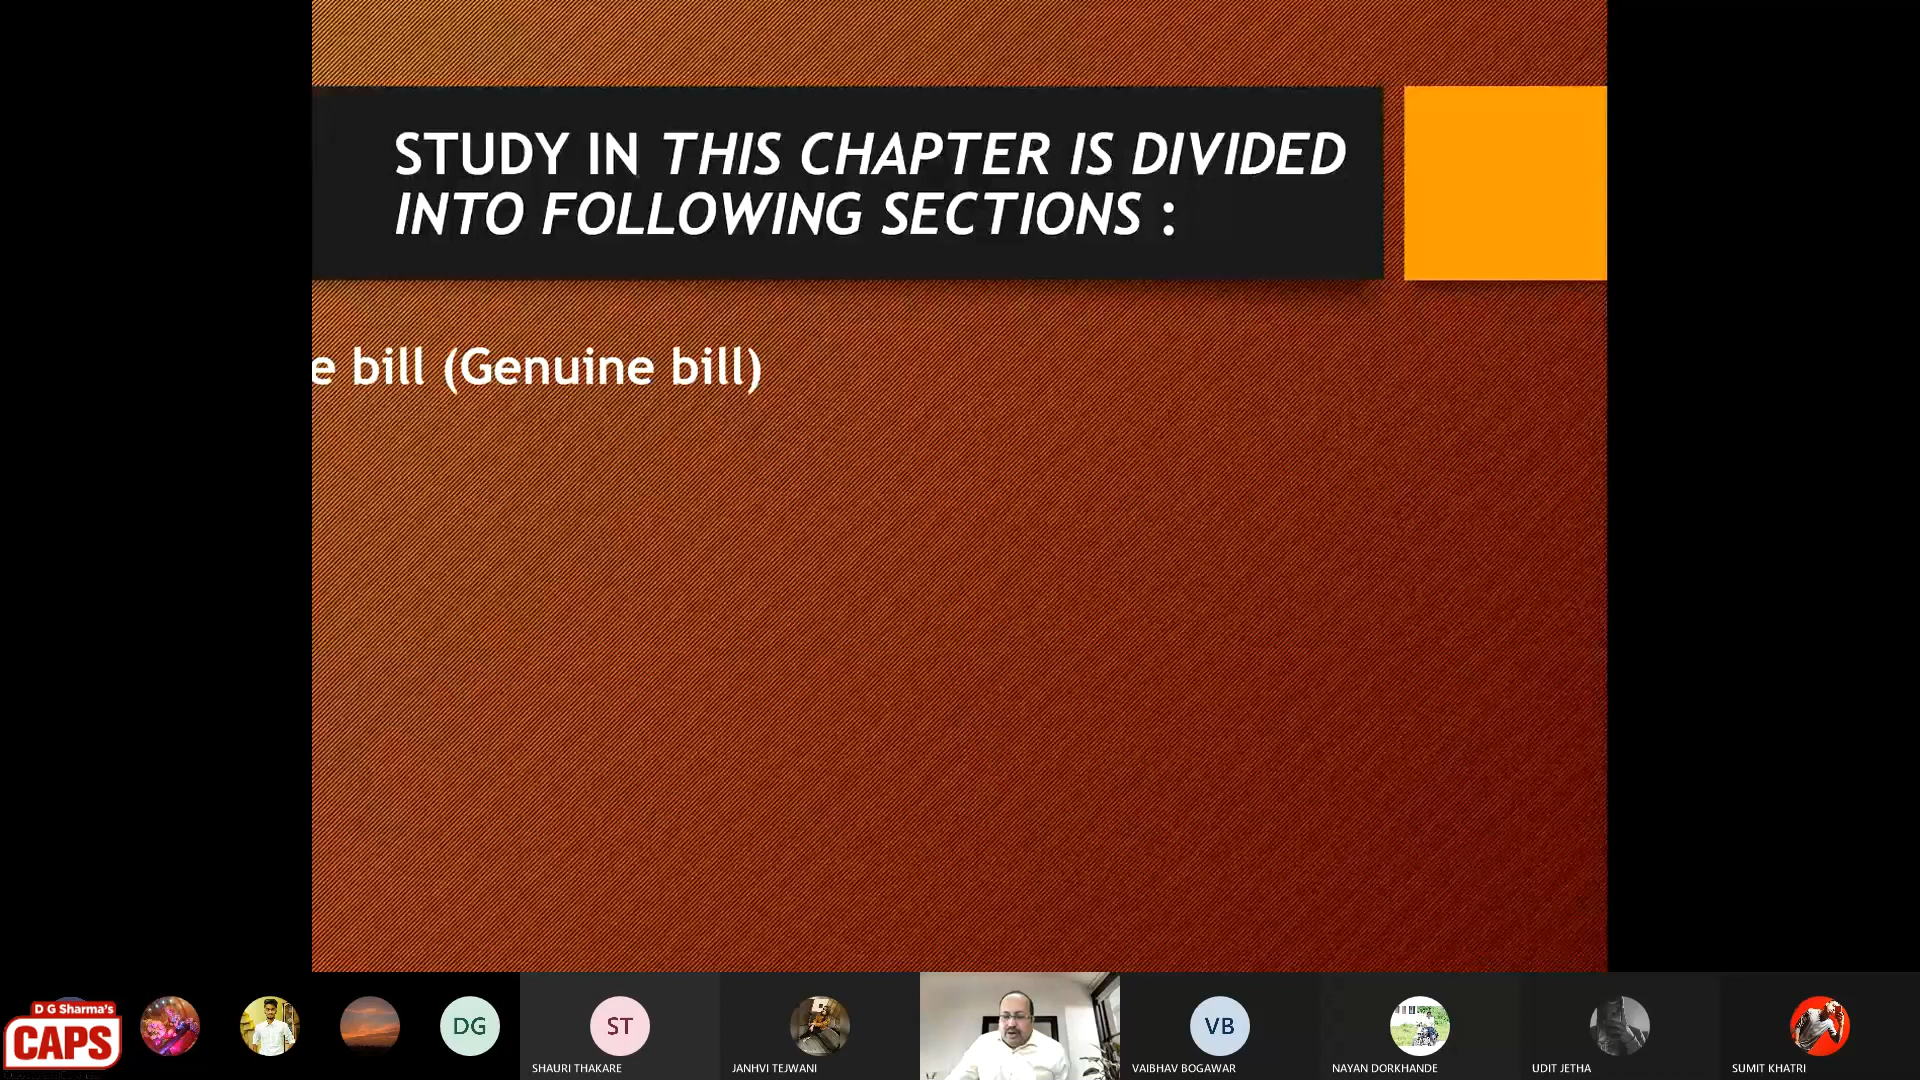 STUDY IN THIS CHAPTER IS DIVIDED
INTO FOLLOWING SECTIONS :
e bill (Genuine bill)
D G Sharma's
CAPS
DG
ST
VB
SHAURI THAKARE
JANHVI TEJWANI
VAIBHAV BOGAWAR
NAYAN DORKHANDE
UDIT JETHA
SUMIT KHATRI